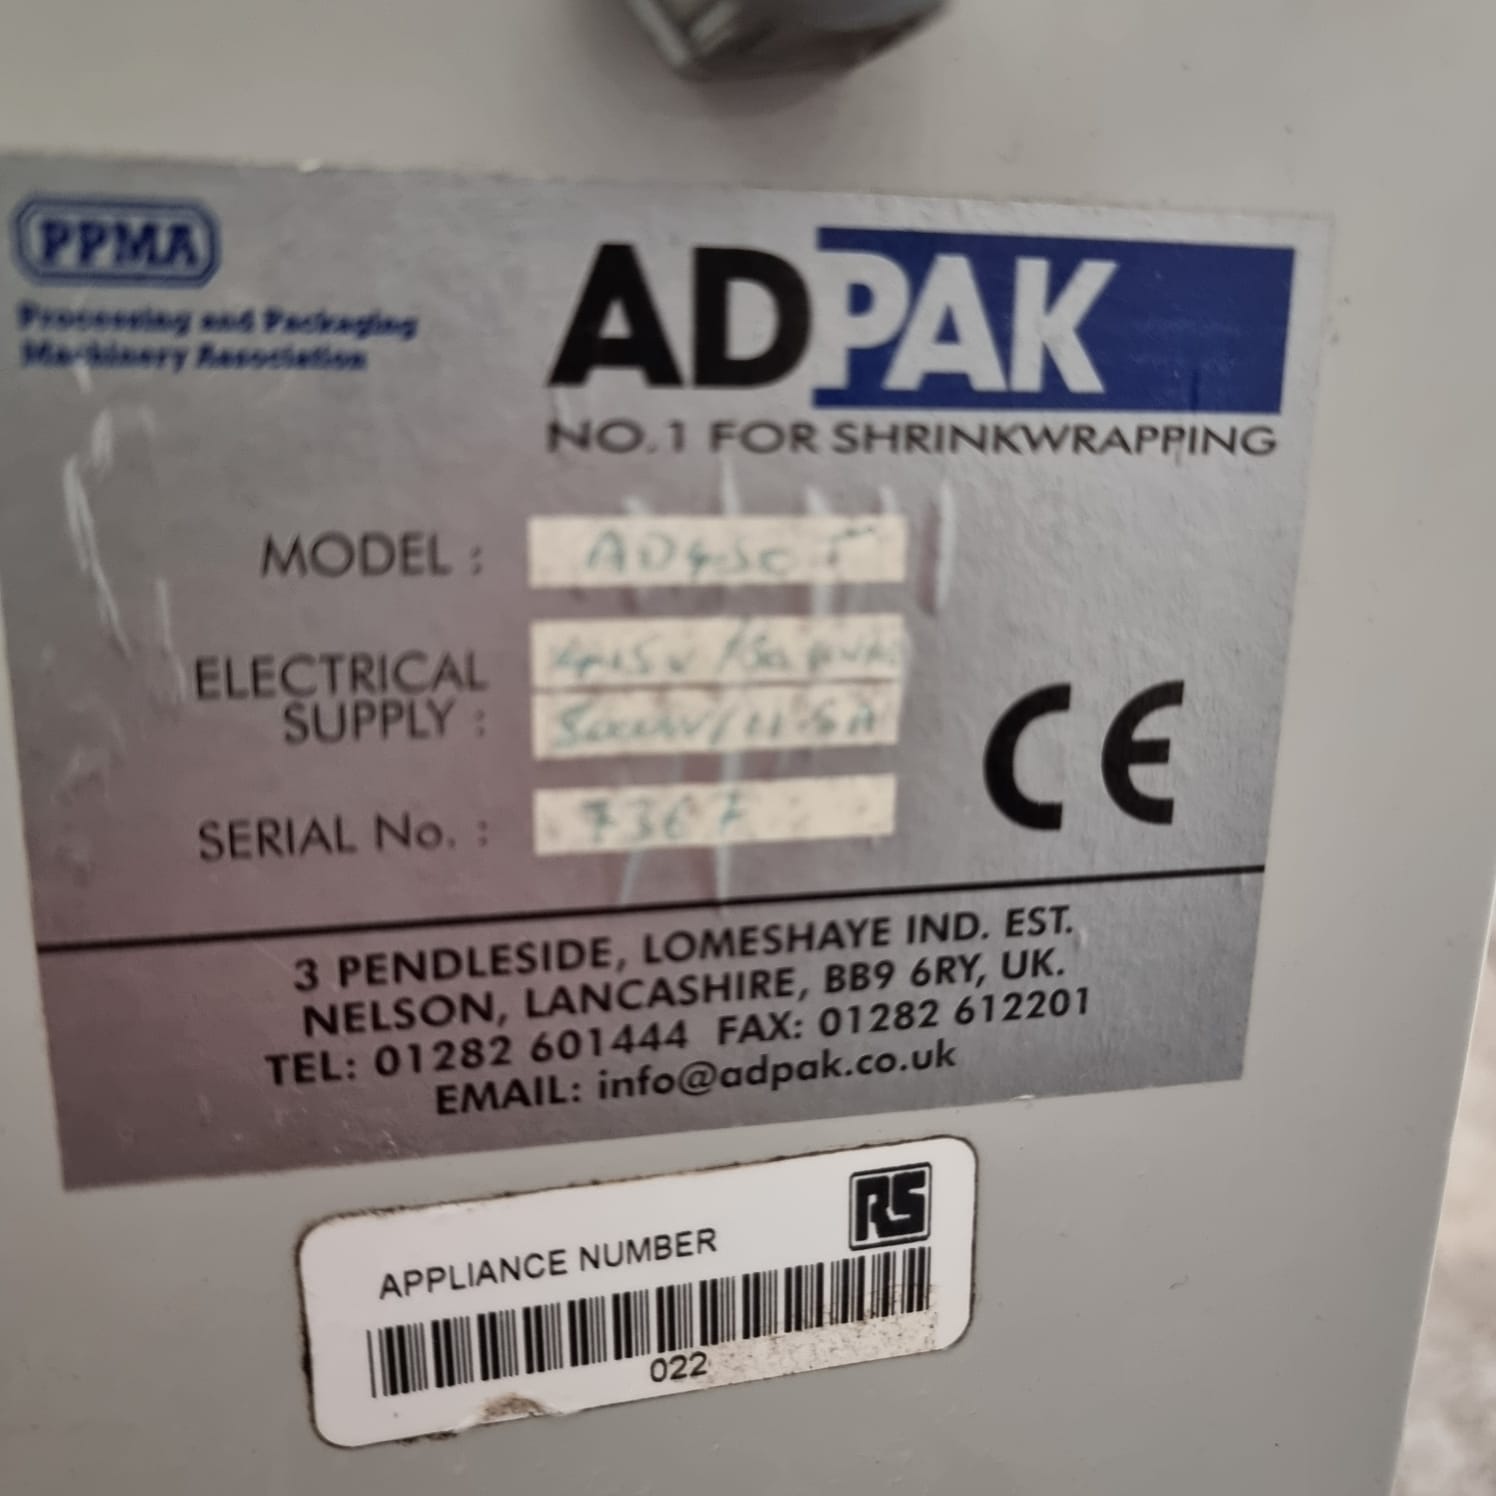 PPMA
Processing and Packaging
Machinery Association
ADPAK
NO.1 FOR SHRINKWRAPPING
MODEL :
ELECTRICAL
SUPPLY :
SERIAL No. : 7367
3 PENDLESIDE, LOMESHAYE IND. EST.
NELSON, LANCASHIRE, BB9 6RY, UK.
TEL: 01282 601444 FAX: 01282 612201
EMAIL: info@adpak.co.uk
CE
RS
APPLIANCE NUMBER
022